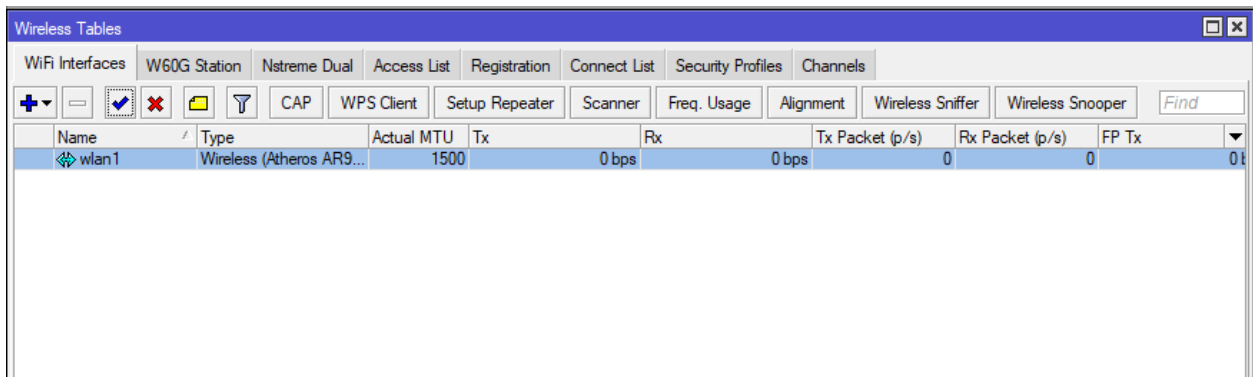 Wireless Tables
WiFi Interfaces W60G Station Nstreme Dual Access List Registration Connect List Security Profiles Channels
CAP WPS Client Setup Repeater Scanner Freq. Usage Alignment Wireless Sniffer Wireless Snooper Find
Name Type Actual MTU Tx Rx Tx Packet (p/s) Rx Packet (p/s) FP Tx
wlan1 Wireless (Atheros AR9... 1500 0 bps 0 bps 0 0 0 b